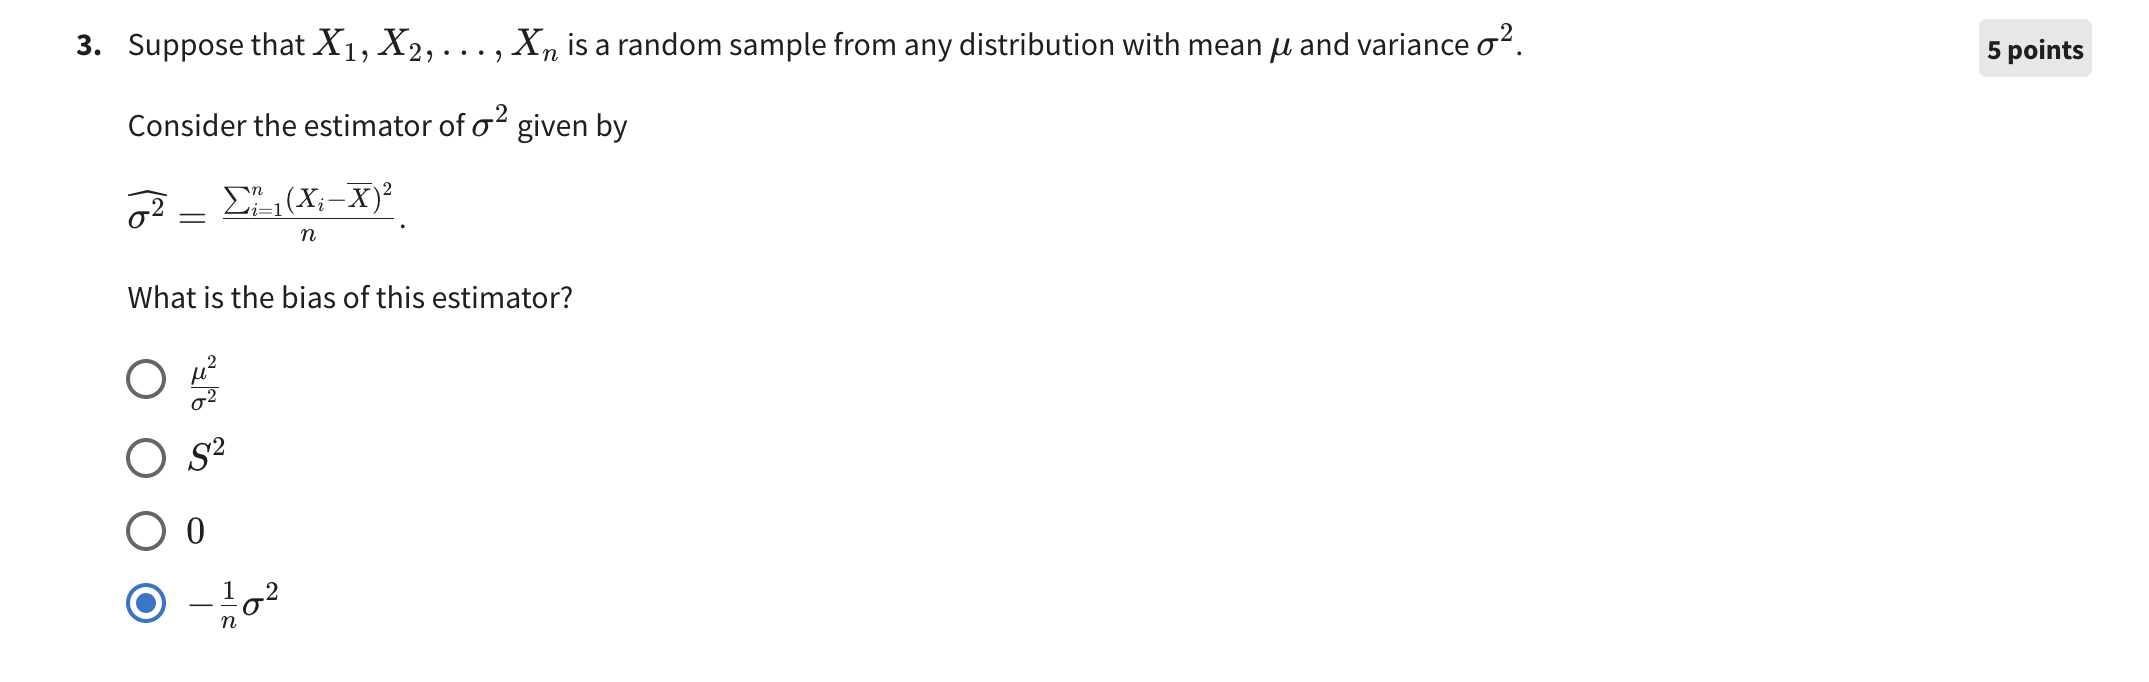 3. Suppose that $X_1, X_2, \ldots, X_n$ is a random sample from any distribution with mean $\mu$ and variance $\sigma^2$.
5 points
Consider the estimator of $\sigma^2$ given by
$\widehat{\sigma^2} = \frac{\sum_{i=1}^{n}(X_i - \overline{X})^2}{n}.$
What is the bias of this estimator?
$\frac{\mu^2}{\sigma^2}$
$S^2$
0
$-\frac{1}{n}\sigma^2$